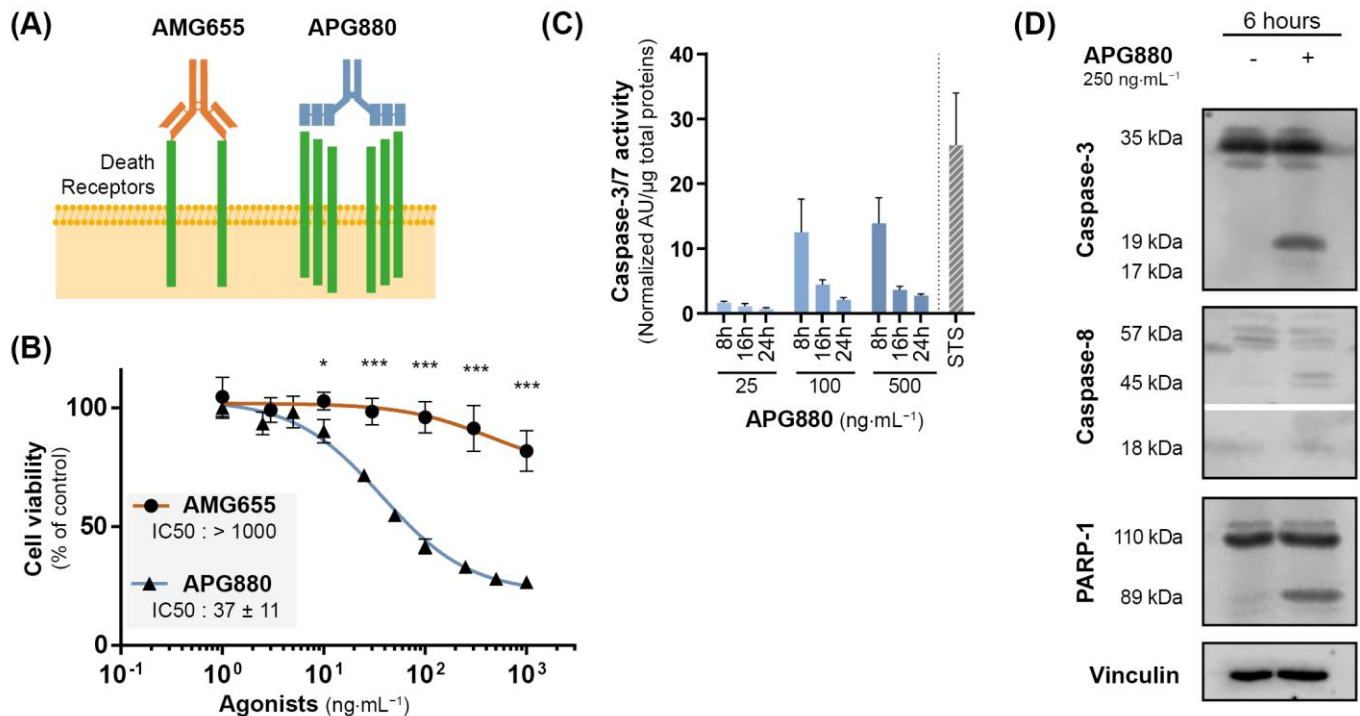 (A)
AMG655
APG880
Death
Receptors
(B)
Cell viability
(% of control)
100
50
0
* *** *** *** ***
AMG655
IC50 : > 1000
APG880
IC50 : 37 ± 11
10⁻¹ 10⁰ 10¹ 10² 10³
Agonists (ng·mL⁻¹)
(C)
Caspase-3/7 activity
(Normalized AU/µg total proteins)
40
30
20
10
0
8h 16h 24h 8h 16h 24h 8h 16h 24h STS
25 100 500
APG880 (ng·mL⁻¹)
(D)
6 hours
APG880 - +
250 ng·mL⁻¹
Caspase-3
35 kDa
19 kDa
17 kDa
Caspase-8
57 kDa
45 kDa
18 kDa
PARP-1
110 kDa
89 kDa
Vinculin